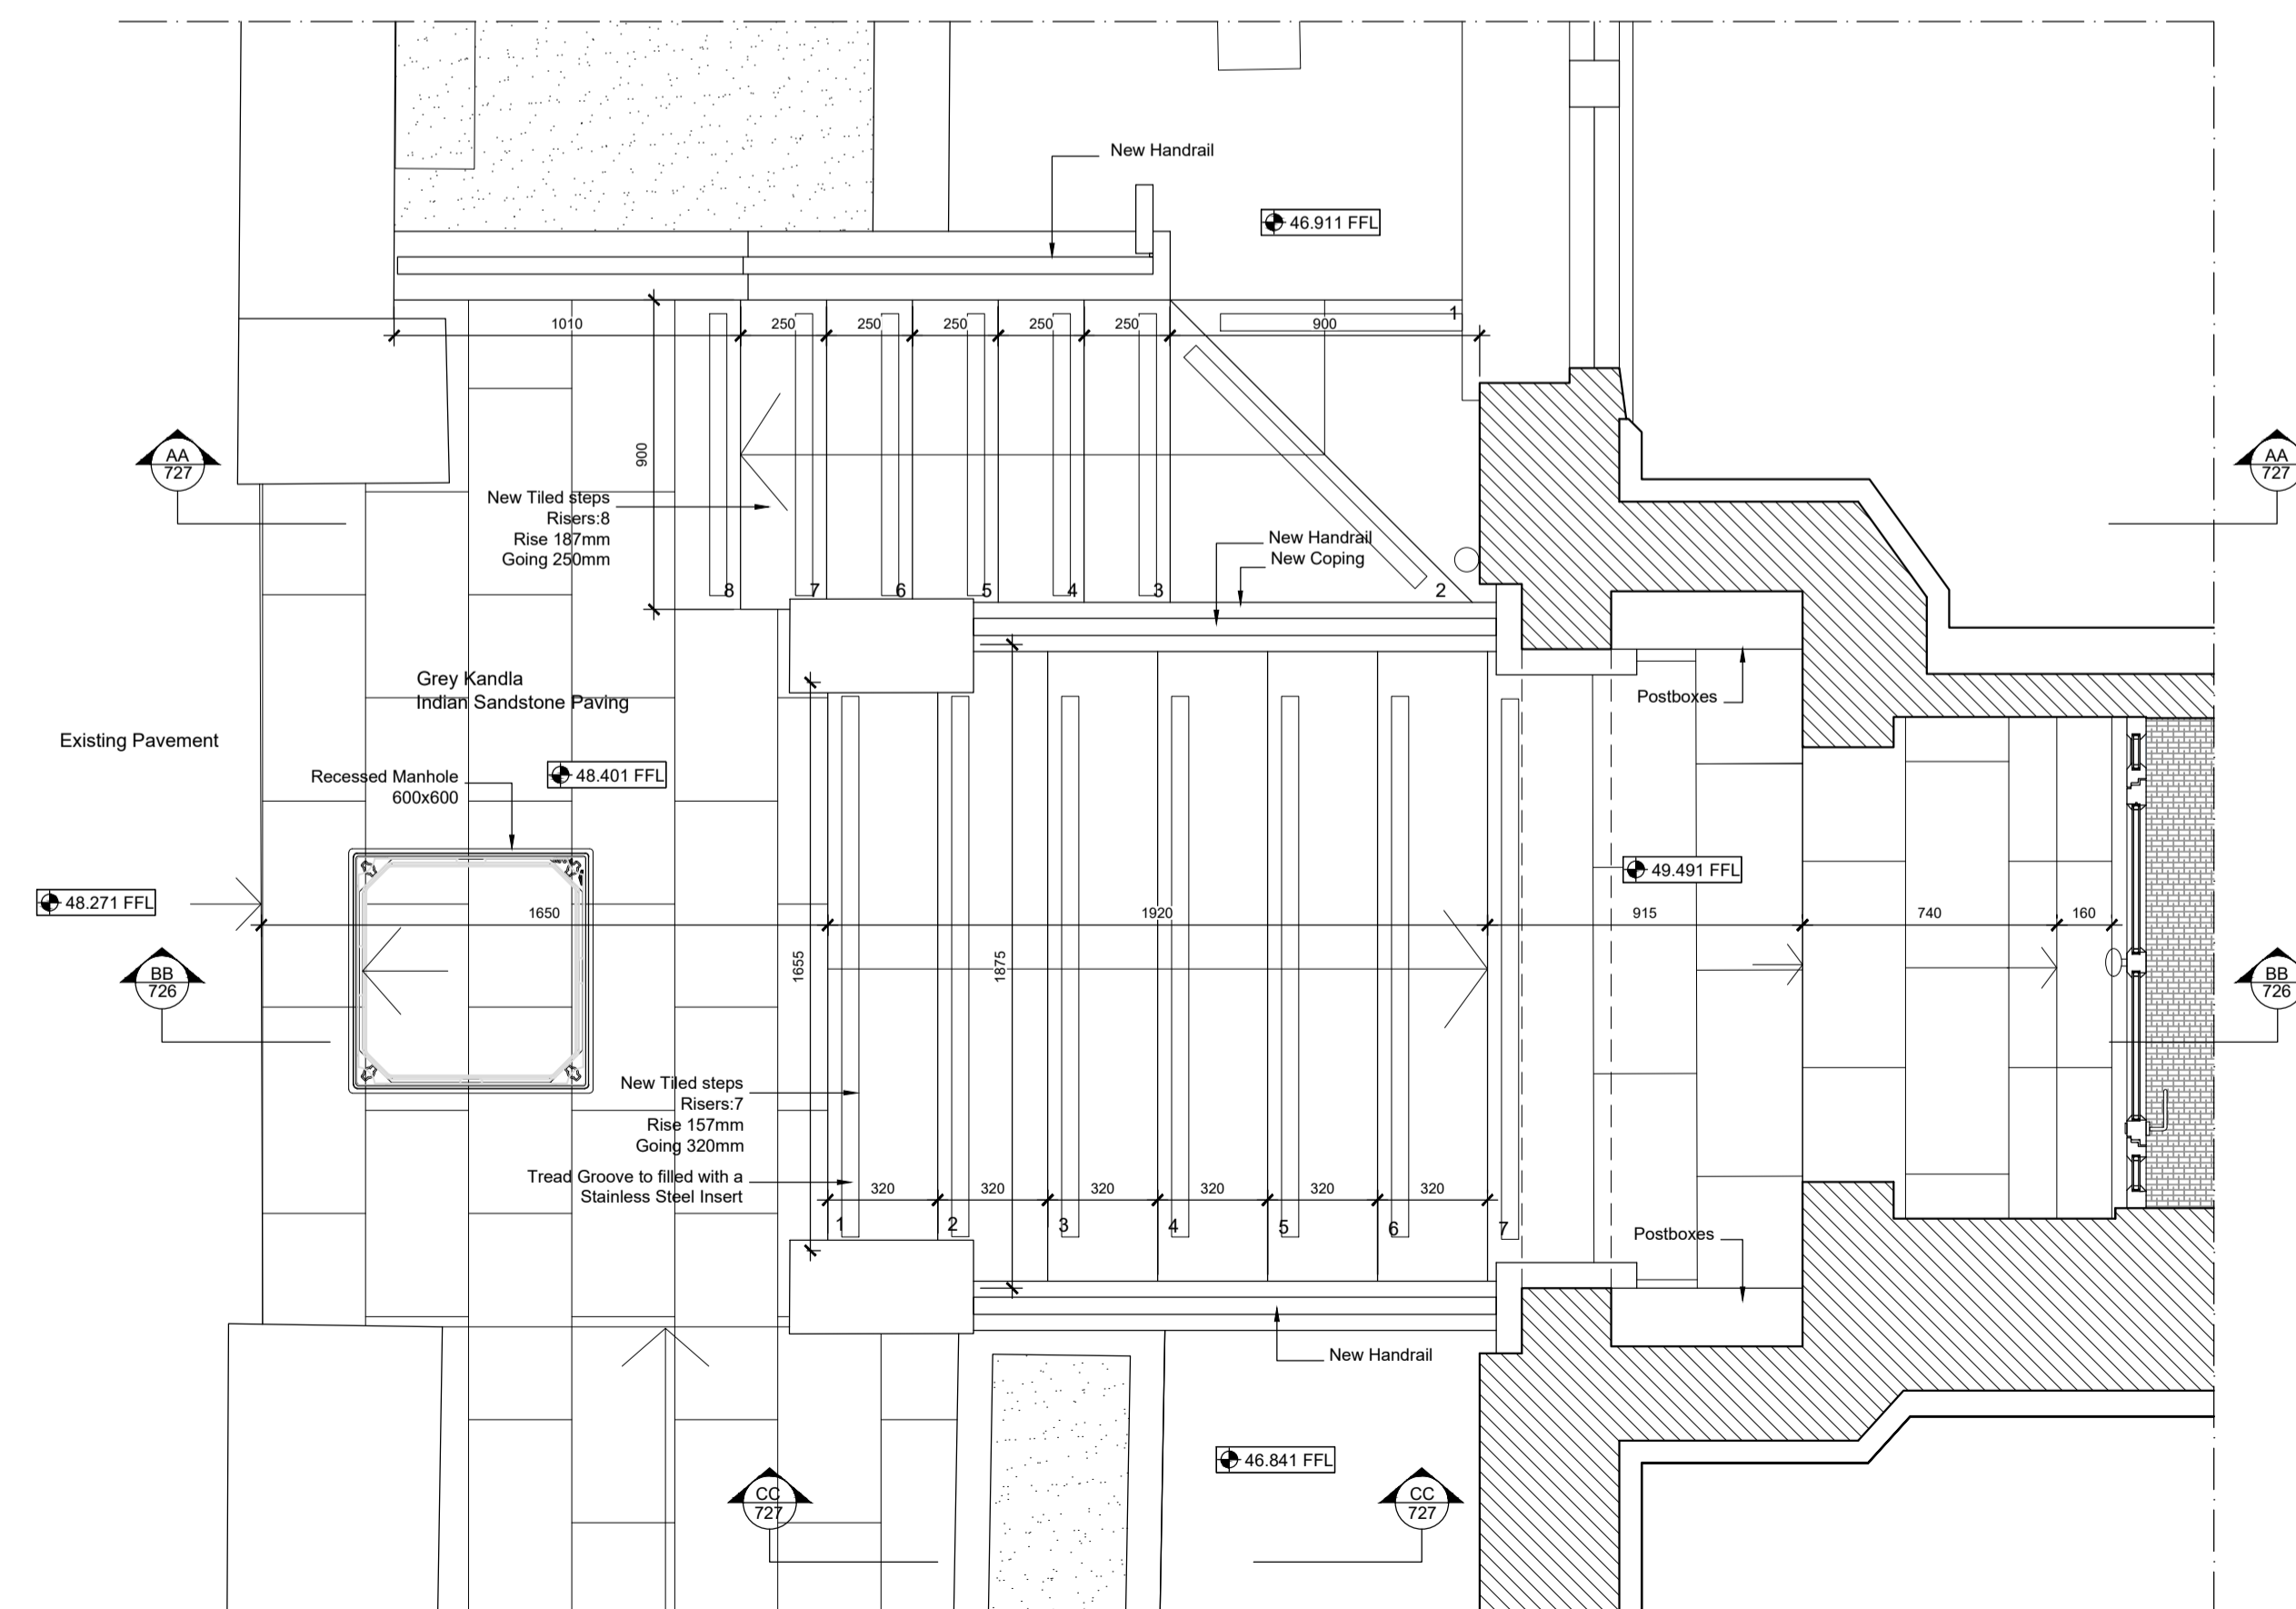 New Handrail
46.911 FFL
1
1010
250
250
250
250
250
900
AA
727
AA
727
900
New Tiled steps
Risers:8
Rise 187mm
Going 250mm
New Handrail
New Coping
8
7
6
5
4
3
2
Grey Kandla
Indian Sandstone Paving
Postboxes
Existing Pavement
Recessed Manhole
600x600
48.401 FFL
49.491 FFL
48.271 FFL
1650
1920
915
740
160
1655
1875
BB
726
BB
726
New Tiled steps
Risers:7
Rise 157mm
Going 320mm
Tread Groove to filled with a
Stainless Steel Insert
320
320
320
320
320
320
1
2
3
4
5
6
7
Postboxes
New Handrail
46.841 FFL
CC
727
CC
727